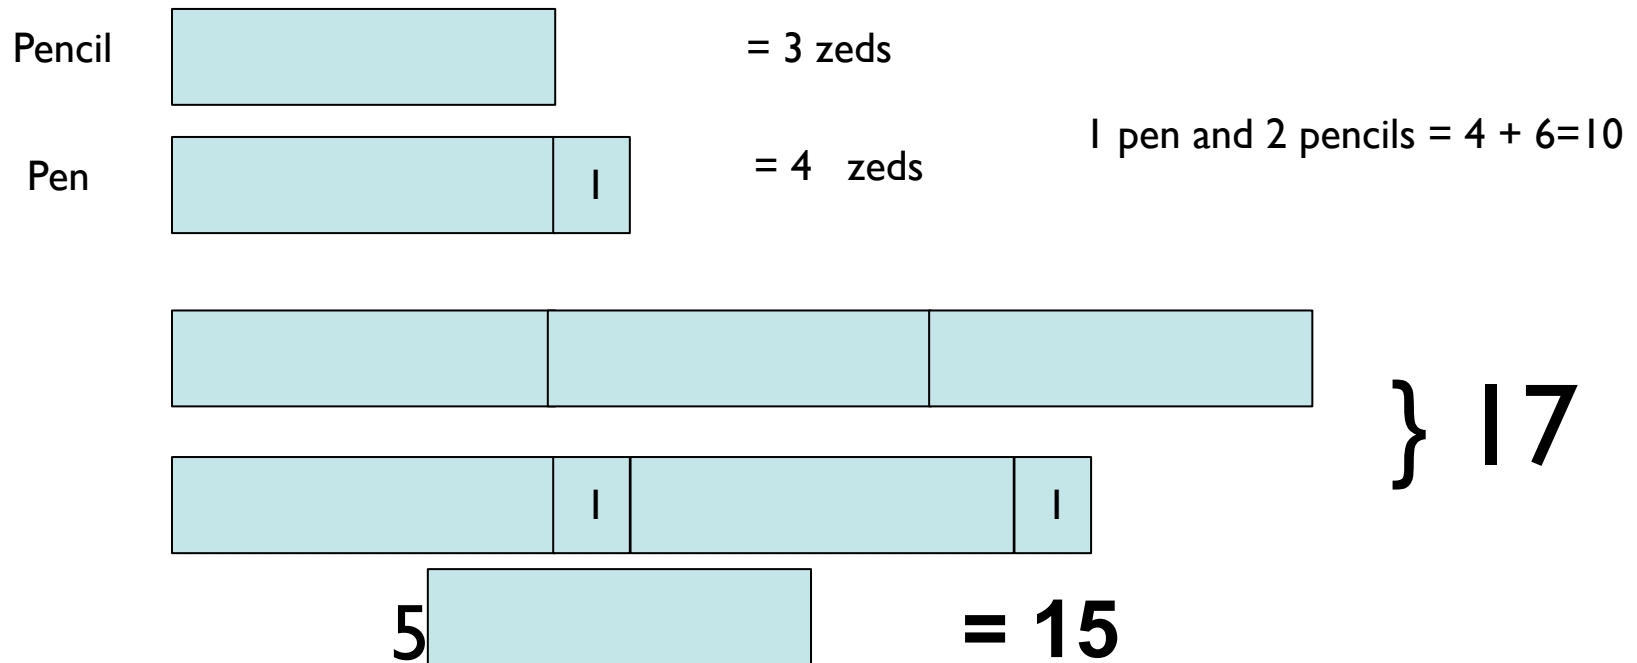 Pencil = 3 zeds
1 pen and 2 pencils = 4 + 6=10
Pen 1 = 4 zeds
} 17
1 1
5 = 15